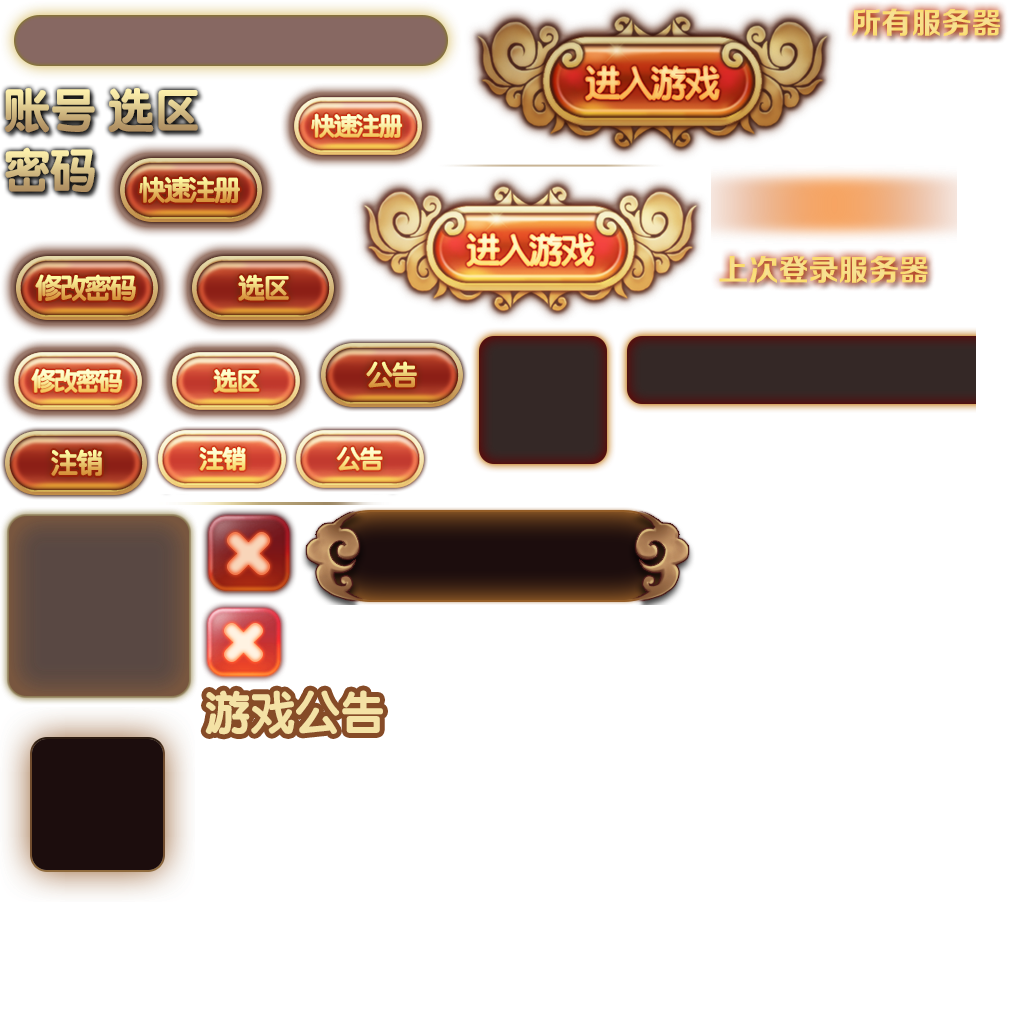 进入游戏
所有服务器
账号 选区
快速注册
密码
快速注册
进入游戏
上次登录服务器
修改密码
选区
修改密码
选区
公告
注销
注销
公告
游戏公告